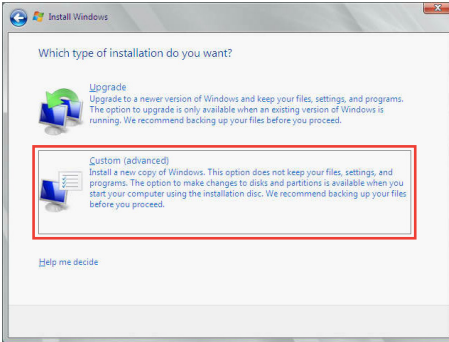 Install Windows
Which type of installation do you want?
Upgrade
Upgrade to a newer version of Windows and keep your files, settings, and programs.
The option to upgrade is only available when an existing version of Windows is
running. We recommend backing up your files before you proceed.
Custom (advanced)
Install a new copy of Windows. This option does not keep your files, settings, and
programs. The option to make changes to disks and partitions is available when you
start your computer using the installation disc. We recommend backing up your files
before you proceed.
Help me decide